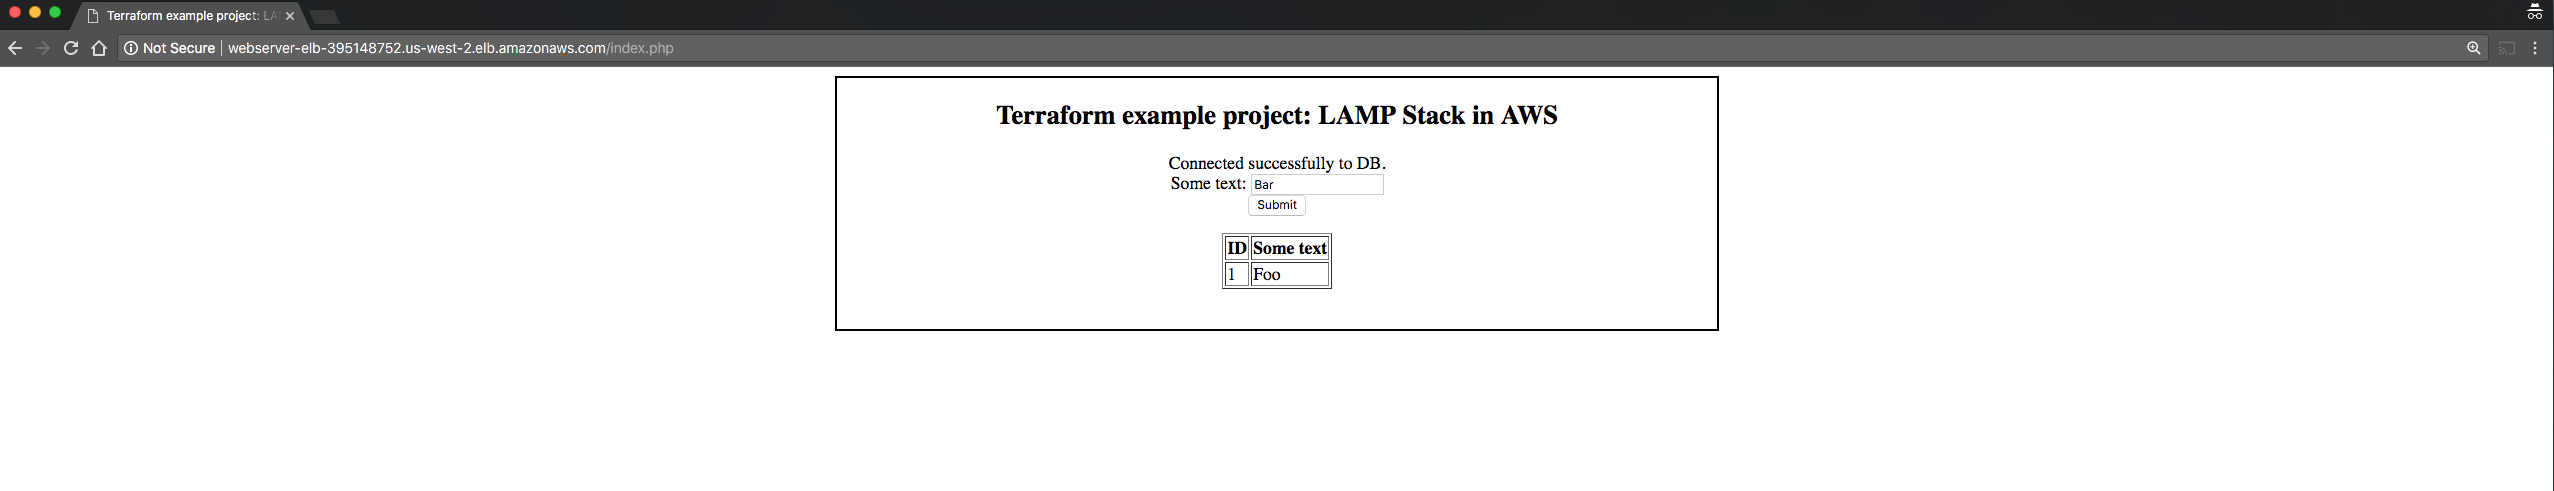 Terraform example project: LA
Not Secure webserver-elb-395148752.us-west-2.elb.amazonaws.com/index.php
Terraform example project: LAMP Stack in AWS
Connected successfully to DB.
Some text: Bar
Submit
ID Some text
1 Foo